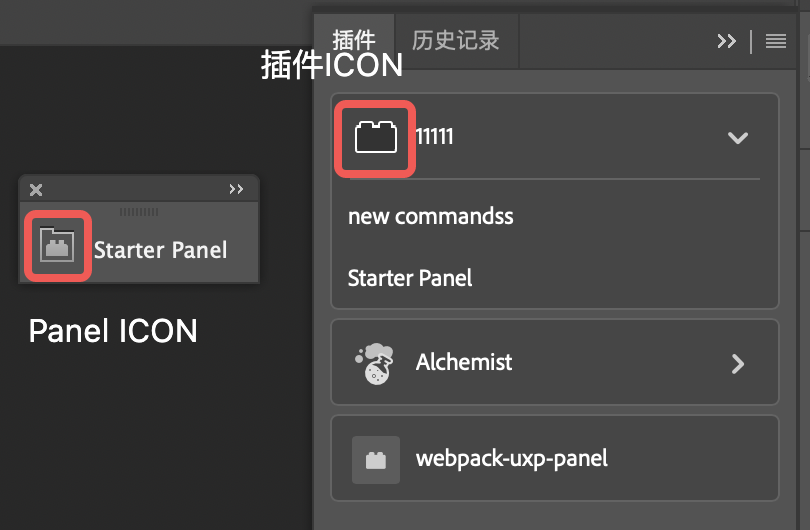 插件 历史记录
插件ICON
11111
new commandss
Starter Panel
Alchemist
webpack-uxp-panel
Starter Panel
Panel ICON